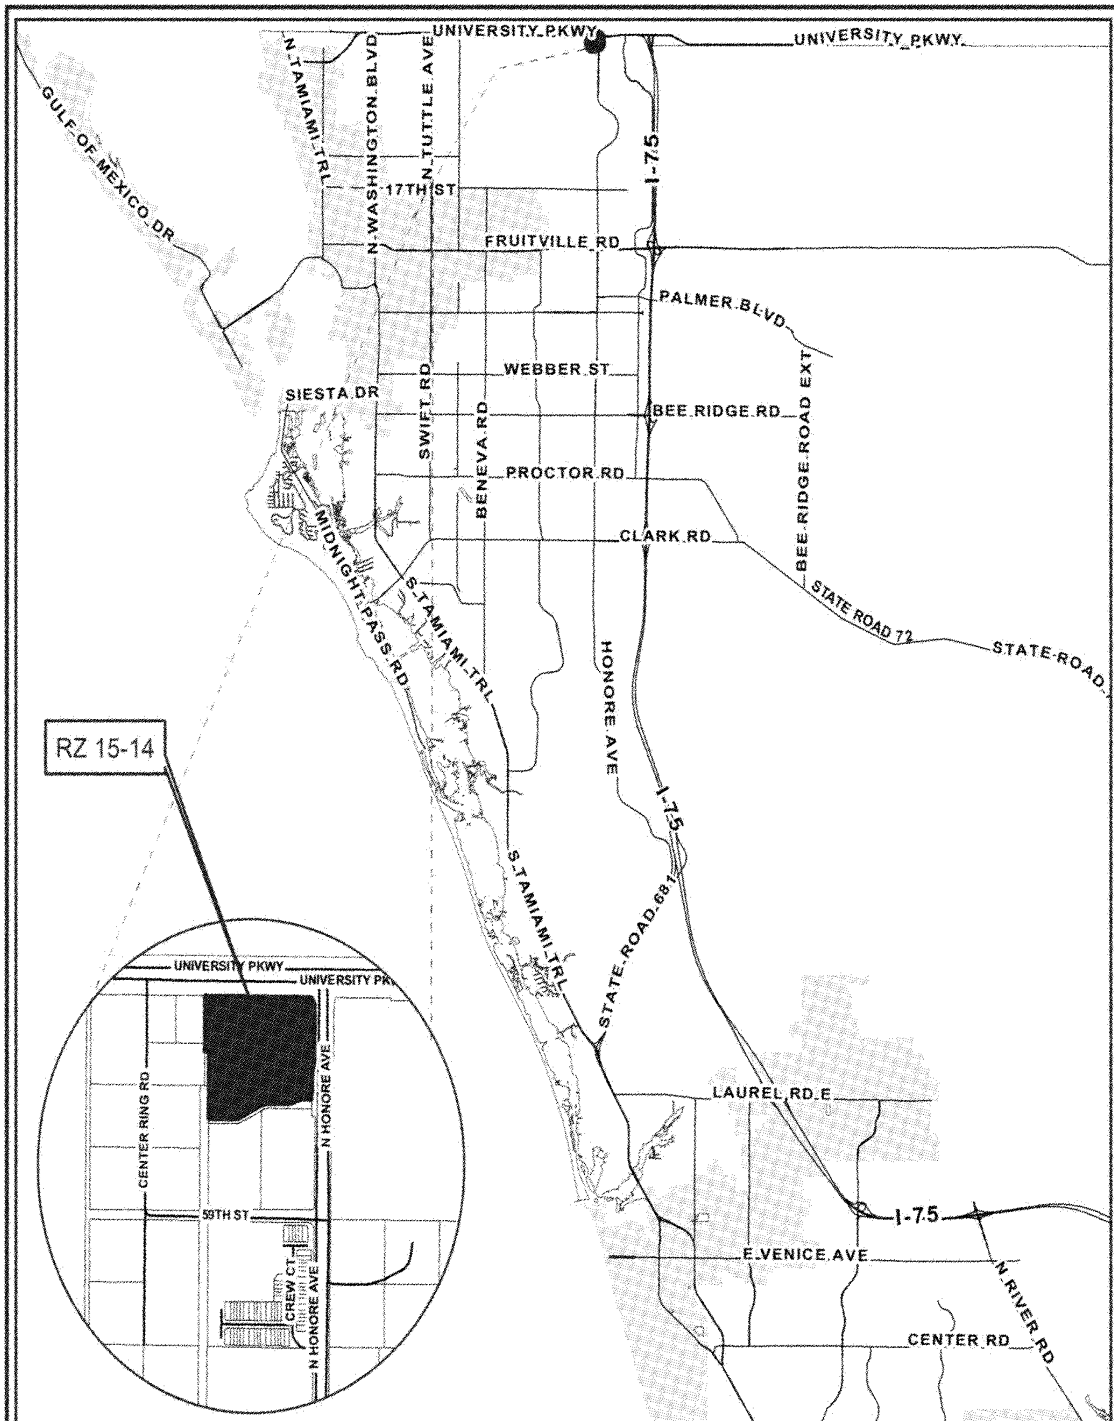 UNIVERSITY PKWY
UNIVERSITY PKWY
N TAMIAMI TRL
N WASHINGTON BLVD
N TUTTLE AVE
GULF OF MEXICO DR
I-75
17TH ST
FRUITVILLE RD
PALMER BLVD
WEBBER ST
SIESTA DR
SWIFT RD
BENEVA RD
BEE RIDGE RD
BEE RIDGE ROAD EXT
PROCTOR RD
MIDNIGHT PASS RD
CLARK RD
S TAMIAMI TRL
STATE ROAD 72
STATE ROAD
HONORE AVE
RZ 15-14
I-75
S TAMIAMI TRL
STATE ROAD 681
UNIVERSITY PKWY
UNIVERSITY PK
CENTER RING RD
N HONORE AVE
59TH ST
CREW CT
N HONORE AVE
LAUREL RD E
I-75
E VENICE AVE
N RIVER RD
CENTER RD